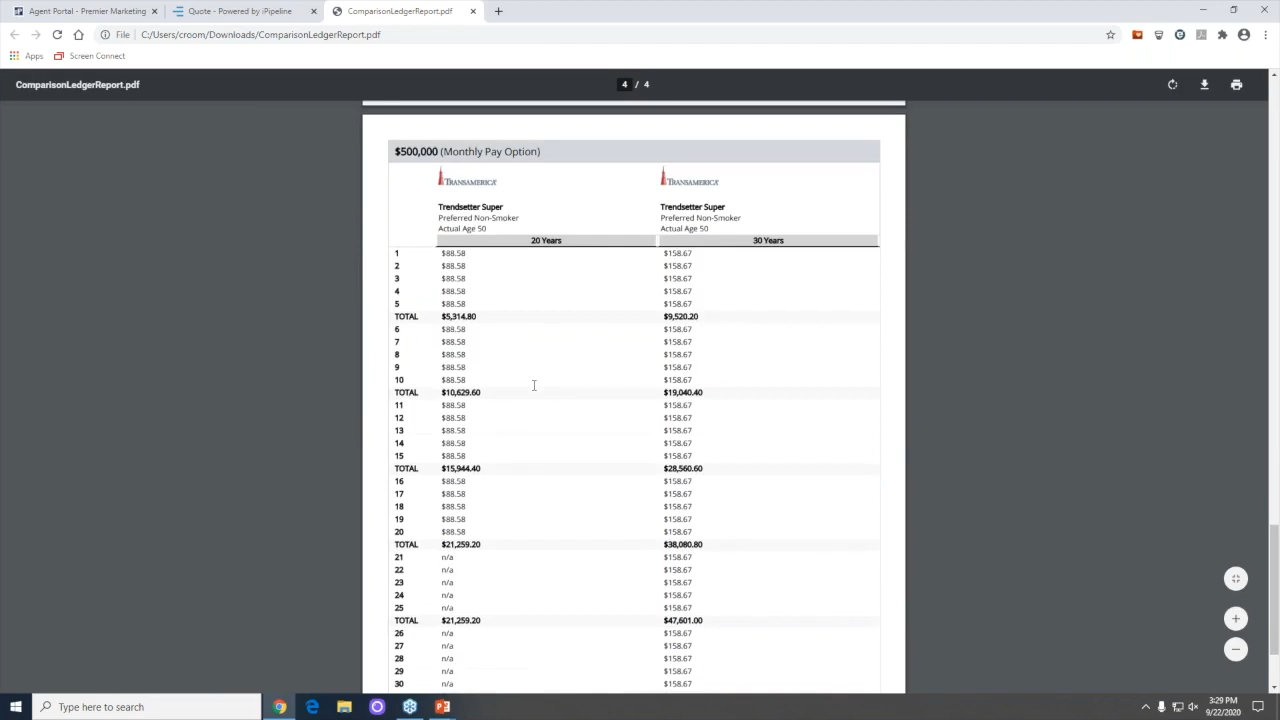 Agent Portal - Premier Marketing
Quote - Powered by iPipeline
ComparisonLedgerReport.pdf
File C:/Users/croom/Downloads/ComparisonLedgerReport.pdf
Apps Screen Connect
ComparisonLedgerReport.pdf 4 / 4
$500,000 (Monthly Pay Option)
TRANSAMERICA TRANSAMERICA
Trendsetter Super Trendsetter Super
Preferred Non-Smoker Preferred Non-Smoker
Actual Age 50 Actual Age 50
20 Years 30 Years
1 $88.58 $158.67
2 $88.58 $158.67
3 $88.58 $158.67
4 $88.58 $158.67
5 $88.58 $158.67
TOTAL $5,314.80 $9,520.20
6 $88.58 $158.67
7 $88.58 $158.67
8 $88.58 $158.67
9 $88.58 $158.67
10 $88.58 $158.67
TOTAL $10,629.60 $19,040.40
11 $88.58 $158.67
12 $88.58 $158.67
13 $88.58 $158.67
14 $88.58 $158.67
15 $88.58 $158.67
TOTAL $15,944.40 $28,560.60
16 $88.58 $158.67
17 $88.58 $158.67
18 $88.58 $158.67
19 $88.58 $158.67
20 $88.58 $158.67
TOTAL $21,259.20 $38,080.80
21 n/a $158.67
22 n/a $158.67
23 n/a $158.67
24 n/a $158.67
25 n/a $158.67
TOTAL $21,259.20 $47,601.00
26 n/a $158.67
27 n/a $158.67
28 n/a $158.67
29 n/a $158.67
30 n/a $158.67
Type here to search
3:29 PM
9/22/2020